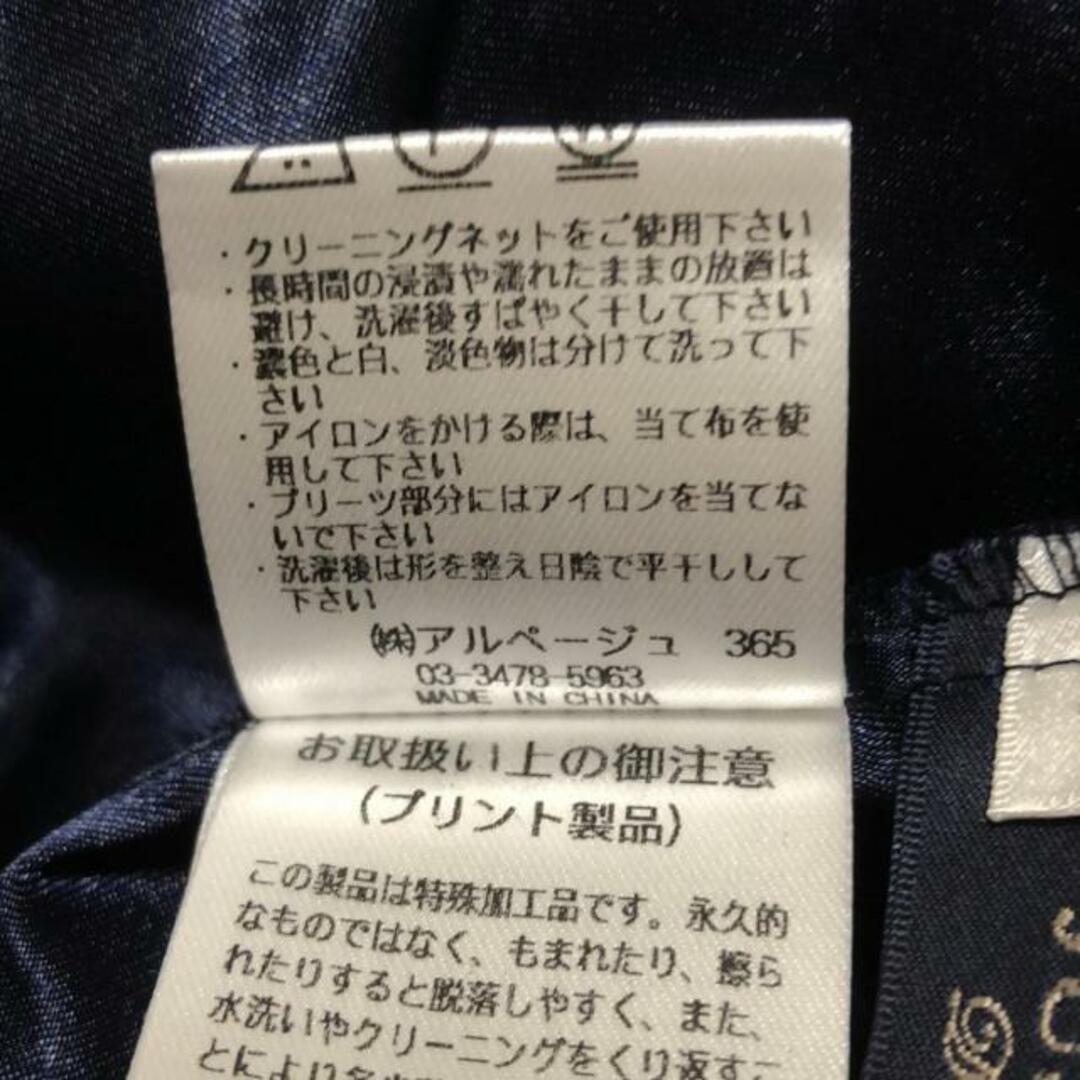 ・クリーニングネットをご使用下さい
・長時間の浸漬や濡れたままの放置は
避け、洗濯後すばやく干して下さい
・濃色と白、淡色物は分けて洗って下
さい
・アイロンをかける際は、当て布を使
用して下さい
・プリーツ部分にはアイロンを当てな
いで下さい
・洗濯後は形を整え日陰で平干しして
下さい
㈱アルページュ 365
03-3478-5963
MADE IN CHINA
お取扱い上の御注意
(プリント製品)
この製品は特殊加工品です。永久的
なものではなく、もまれたり、擦ら
れたりすると脱落しやすく、また、
水洗いやクリーニングをくり返すこ
とにより